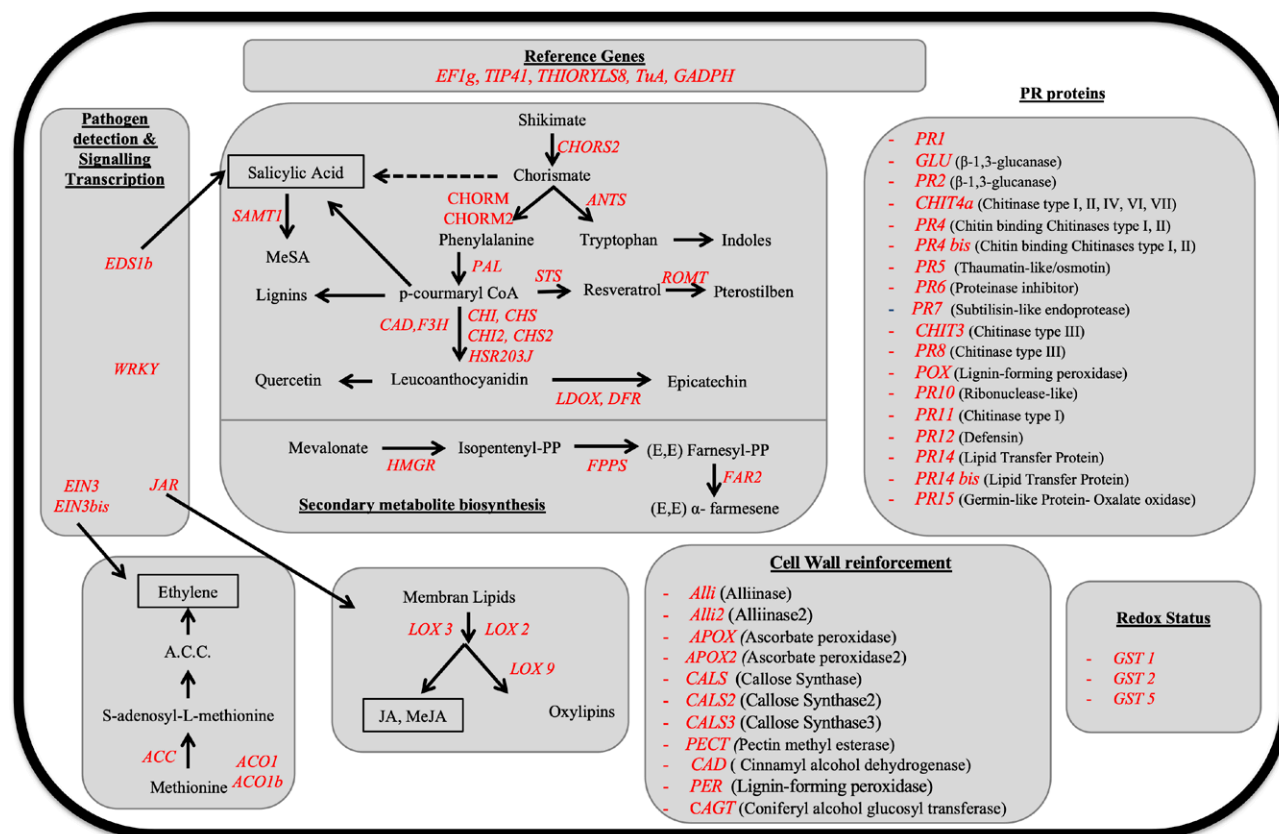 Reference Genes
EF1g, TIP41, THIORYLS8, TuA, GADPH
Pathogen
detection &
Signalling
Transcription
EDS1b
WRKY
EIN3
EIN3bis
JAR
Shikimate
CHORS2
Salicylic Acid
Chorismate
SAMT1
CHORM
CHORM2
ANTS
MeSA
Phenylalanine
Tryptophan
Indoles
PAL
STS
ROMT
Lignins
p-courmaryl CoA
Resveratrol
Pterostilben
CAD,F3H
CHI, CHS
CHI2, CHS2
HSR203J
Quercetin
Leucoanthocyanidin
Epicatechin
LDOX, DFR
Mevalonate
Isopentenyl-PP
(E,E) Farnesyl-PP
HMGR
FPPS
FAR2
Secondary metabolite biosynthesis
(E,E) α- farmesene
PR proteins
- PR1
- GLU (β-1,3-glucanase)
- PR2 (β-1,3-glucanase)
- CHIT4a (Chitinase type I, II, IV, VI, VII)
- PR4 (Chitin binding Chitinases type I, II)
- PR4 bis (Chitin binding Chitinases type I, II)
- PR5 (Thaumatin-like/osmotin)
- PR6 (Proteinase inhibitor)
- PR7 (Subtilisin-like endoprotease)
- CHIT3 (Chitinase type III)
- PR8 (Chitinase type III)
- POX (Lignin-forming peroxidase)
- PR10 (Ribonuclease-like)
- PR11 (Chitinase type I)
- PR12 (Defensin)
- PR14 (Lipid Transfer Protein)
- PR14 bis (Lipid Transfer Protein)
- PR15 (Germin-like Protein- Oxalate oxidase)
Ethylene
A.C.C.
S-adenosyl-L-methionine
ACC
ACO1
ACO1b
Methionine
Membran Lipids
LOX 3
LOX 2
LOX 9
JA, MeJA
Oxylipins
Cell Wall reinforcement
- Alli (Alliinase)
- Alli2 (Alliinase2)
- APOX (Ascorbate peroxidase)
- APOX2 (Ascorbate peroxidase2)
- CALS (Callose Synthase)
- CALS2 (Callose Synthase2)
- CALS3 (Callose Synthase3)
- PECT (Pectin methyl esterase)
- CAD ( Cinnamyl alcohol dehydrogenase)
- PER (Lignin-forming peroxidase)
- CAGT (Coniferyl alcohol glucosyl transferase)
Redox Status
- GST 1
- GST 2
- GST 5